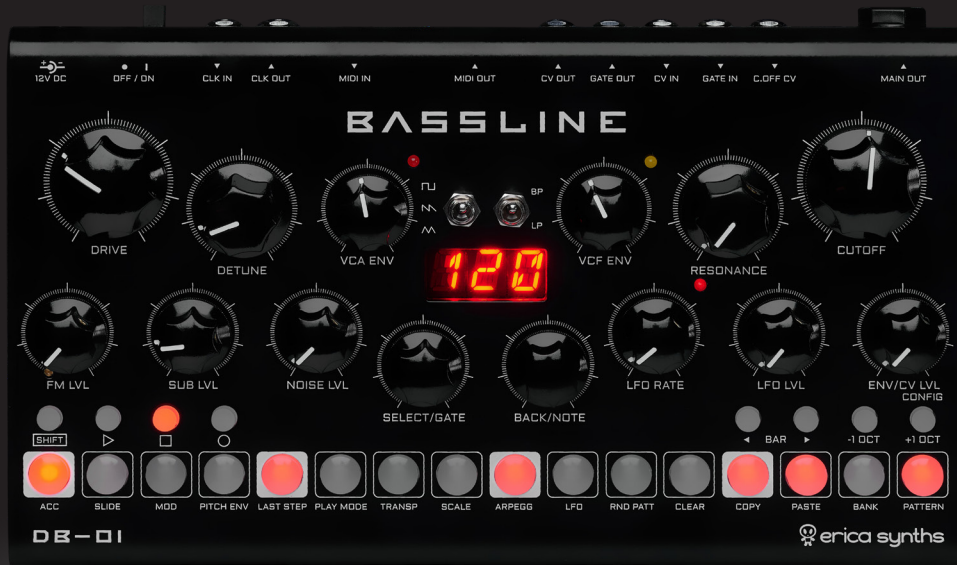 12V DC
OFF / ON
CLK IN
CLK OUT
MIDI IN
MIDI OUT
CV OUT
GATE OUT
CV IN
GATE IN
C.OFF CV
MAIN OUT
BASSLINE
BP
LP
DRIVE
DETUNE
VCA ENV
VCF ENV
RESONANCE
CUTOFF
120
FM LVL
SUB LVL
NOISE LVL
SELECT/GATE
BACK/NOTE
LFO RATE
LFO LVL
ENV/CV LVL
CONFIG
SHIFT
BAR
-1 OCT
+1 OCT
ACC
SLIDE
MOD
PITCH ENV
LAST STEP
PLAY MODE
TRANSP
SCALE
ARPEGG
LFO
RND PATT
CLEAR
COPY
PASTE
BANK
PATTERN
DB-01
erica synths